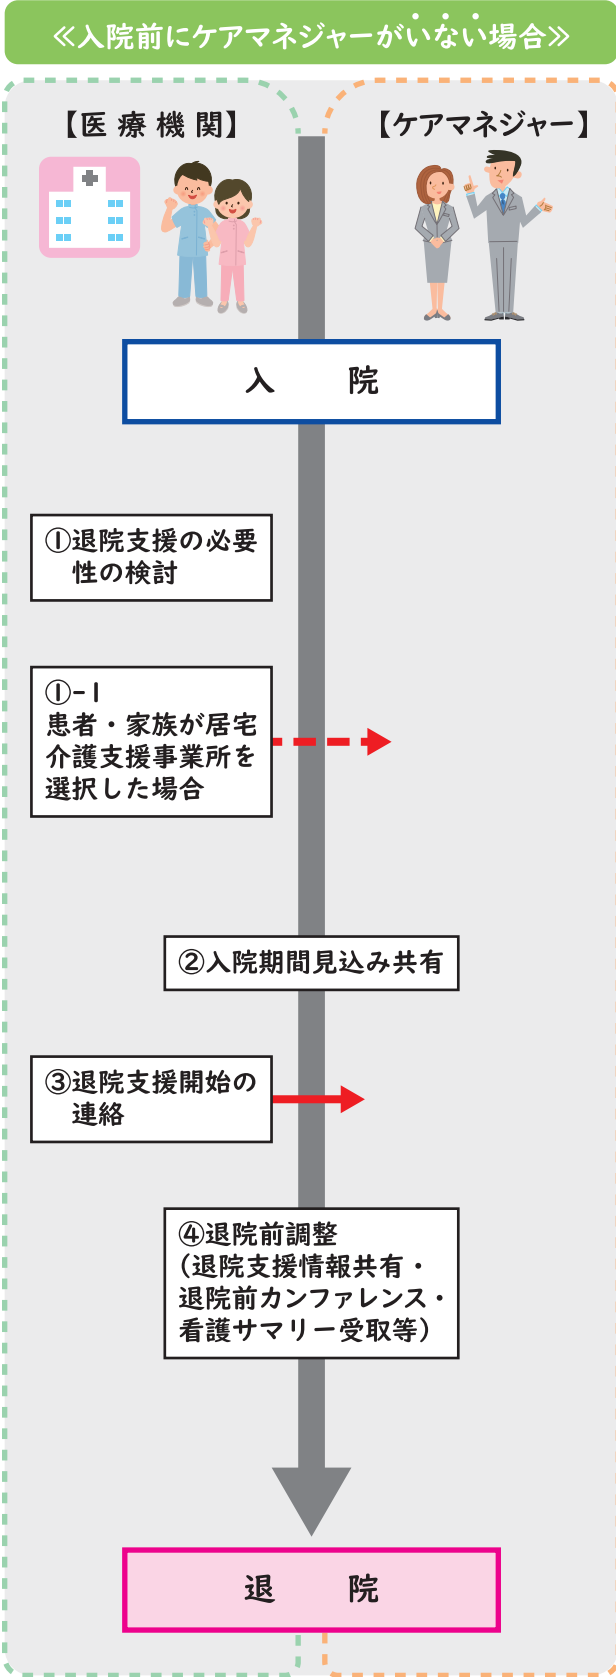 ≪入院前にケアマネジャーがいない場合≫
【医療機関】
【ケアマネジャー】
入院
①退院支援の必要
性の検討
①-1
患者・家族が居宅
介護支援事業所を
選択した場合
②入院期間見込み共有
③退院支援開始の
連絡
④退院前調整
（退院支援情報共有・
退院前カンファレンス・
看護サマリー受取等）
退院